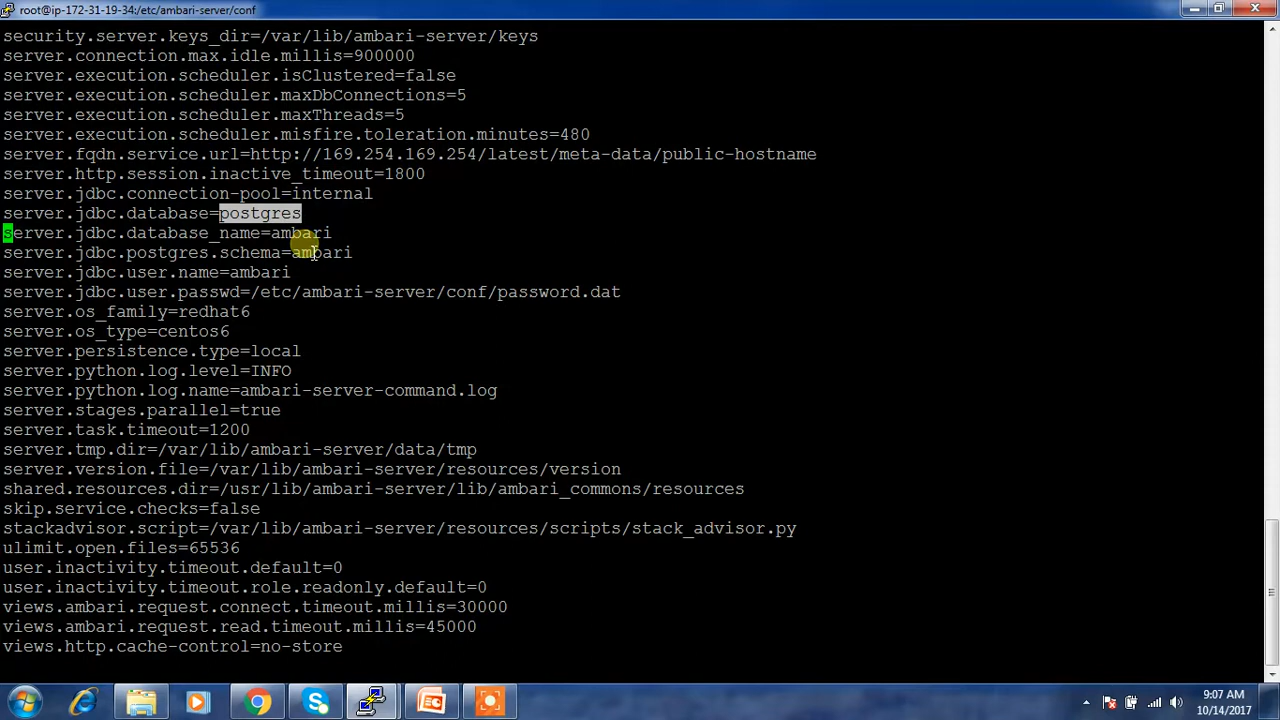 root@ip-172-31-19-34:/etc/ambari-server/conf
security.server.keys_dir=/var/lib/ambari-server/keys
server.connection.max.idle.millis=900000
server.execution.scheduler.isClustered=false
server.execution.scheduler.maxDbConnections=5
server.execution.scheduler.maxThreads=5
server.execution.scheduler.misfire.toleration.minutes=480
server.fqdn.service.url=http://169.254.169.254/latest/meta-data/public-hostname
server.http.session.inactive_timeout=1800
server.jdbc.connection-pool=internal
server.jdbc.database=postgres
server.jdbc.database_name=ambari
server.jdbc.postgres.schema=ambari
server.jdbc.user.name=ambari
server.jdbc.user.passwd=/etc/ambari-server/conf/password.dat
server.os_family=redhat6
server.os_type=centos6
server.persistence.type=local
server.python.log.level=INFO
server.python.log.name=ambari-server-command.log
server.stages.parallel=true
server.task.timeout=1200
server.tmp.dir=/var/lib/ambari-server/data/tmp
server.version.file=/var/lib/ambari-server/resources/version
shared.resources.dir=/usr/lib/ambari-server/lib/ambari_commons/resources
skip.service.checks=false
stackadvisor.script=/var/lib/ambari-server/resources/scripts/stack_advisor.py
ulimit.open.files=65536
user.inactivity.timeout.default=0
user.inactivity.timeout.role.readonly.default=0
views.ambari.request.connect.timeout.millis=30000
views.ambari.request.read.timeout.millis=45000
views.http.cache-control=no-store
9:07 AM
10/14/2017